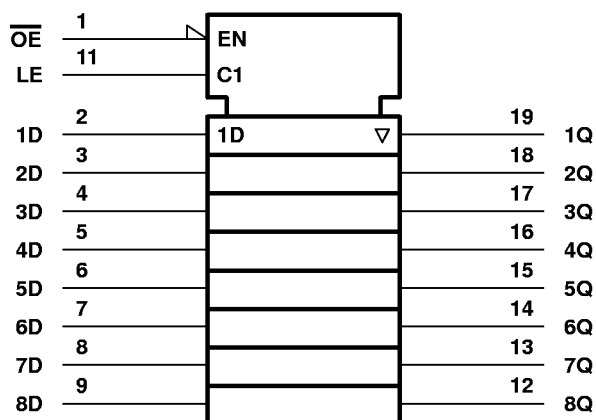 O̅E̅ 1 EN
LE 11 C1
1D 2 1D ▽ 19 1Q
2D 3 18 2Q
3D 4 17 3Q
4D 5 16 4Q
5D 6 15 5Q
6D 7 14 6Q
7D 8 13 7Q
8D 9 12 8Q